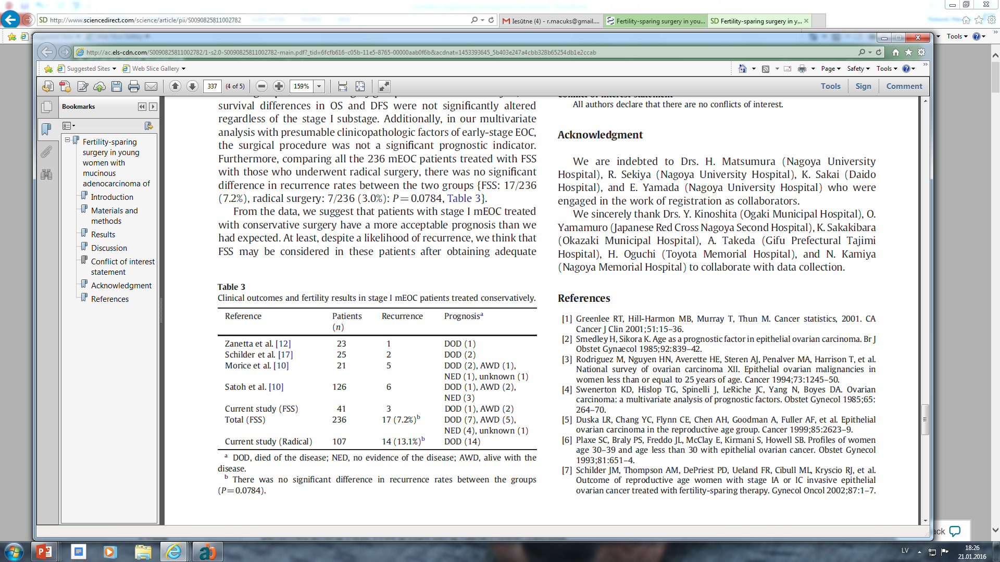 SD http://www.sciencedirect.com/science/article/pii/S0090825811002782
Iesūtne (4) - r.macuks@gmail....
Fertility-sparing surgery in you...
SD Fertility-sparing surgery in y...
Tools
http://ac.els-cdn.com/S0090825811002782/1-s2.0-S0090825811002782-main.pdf?_tid=6fcfb616-c05b-11e5-8765-00000aab0f6b&acdnat=1453393645_5b403e247a4cbb328b65254db1e2ccab
Suggested Sites
Web Slice Gallery
Page
Safety
Tools
337 (4 of 5)
159%
Tools Sign Comment
Bookmarks
Fertility-sparing
surgery in young
women with
mucinous
adenocarcinoma of
Introduction
Materials and
methods
Results
Discussion
Conflict of interest
statement
Acknowledgment
References
survival differences in OS and DFS were not significantly altered
regardless of the stage I substage. Additionally, in our multivariate
analysis with presumable clinicopathologic factors of early-stage EOC,
the surgical procedure was not a significant prognostic indicator.
Furthermore, comparing all the 236 mEOC patients treated with FSS
with those who underwent radical surgery, there was no significant
difference in recurrence rates between the two groups {FSS: 17/236
(7.2%), radical surgery: 7/236 (3.0%): P=0.0784, Table 3}.
From the data, we suggest that patients with stage I mEOC treated
with conservative surgery have a more acceptable prognosis than we
had expected. At least, despite a likelihood of recurrence, we think that
FSS may be considered in these patients after obtaining adequate
Table 3
Clinical outcomes and fertility results in stage I mEOC patients treated conservatively.
Reference Patients (n) Recurrence Prognosisa
Zanetta et al. [12] 23 1 DOD (1)
Schilder et al. [17] 25 2 DOD (2)
Morice et al. [10] 21 5 DOD (2), AWD (1),
NED (1), unknown (1)
Satoh et al. [10] 126 6 DOD (1), AWD (2),
NED (3)
Current study (FSS) 41 3 DOD (1), AWD (2)
Total (FSS) 236 17 (7.2%)b DOD (7), AWD (5),
NED (4), unknown (1)
Current study (Radical) 107 14 (13.1%)b DOD (14)
a DOD, died of the disease; NED, no evidence of the disease; AWD, alive with the
disease.
b There was no significant difference in recurrence rates between the groups
(P=0.0784).
Conflict of interest statement
All authors declare that there are no conflicts of interest.
Acknowledgment
We are indebted to Drs. H. Matsumura (Nagoya University
Hospital), R. Sekiya (Nagoya University Hospital), K. Sakai (Daido
Hospital), and E. Yamada (Nagoya University Hospital) who were
engaged in the work of registration as collaborators.
We sincerely thank Drs. Y. Kinoshita (Ogaki Municipal Hospital), O.
Yamamuro (Japanese Red Cross Nagoya Second Hospital), K. Sakakibara
(Okazaki Municipal Hospital), A. Takeda (Gifu Prefectural Tajimi
Hospital), H. Oguchi (Toyota Memorial Hospital), and N. Kamiya
(Nagoya Memorial Hospital) to collaborate with data collection.
References
[1] Greenlee RT, Hill-Harmon MB, Murray T, Thun M. Cancer statistics, 2001. CA
Cancer J Clin 2001;51:15–36.
[2] Smedley H, Sikora K. Age as a prognostic factor in epithelial ovarian carcinoma. Br J
Obstet Gynaecol 1985;92:839–42.
[3] Rodriguez M, Nguyen HN, Averette HE, Steren AJ, Penalver MA, Harrison T, et al.
National survey of ovarian carcinoma XII. Epithelial ovarian malignancies in
women less than or equal to 25 years of age. Cancer 1994;73:1245–50.
[4] Swenerton KD, Hislop TG, Spinelli J, LeRiche JC, Yang N, Boyes DA. Ovarian
carcinoma: a multivariate analysis of prognostic factors. Obstet Gynecol 1985;65:
264–70.
[5] Duska LR, Chang YC, Flynn CE, Chen AH, Goodman A, Fuller AF, et al. Epithelial
ovarian carcinoma in the reproductive age group. Cancer 1999;85:2623–9.
[6] Plaxe SC, Braly PS, Freddo JL, McClay E, Kirmani S, Howell SB. Profiles of women
age 30–39 and age less than 30 with epithelial ovarian cancer. Obstet Gynecol
1993;81:651–4.
[7] Schilder JM, Thompson AM, DePriest PD, Ueland FR, Cibull ML, Kryscio RJ, et al.
Outcome of reproductive age women with stage IA or IC invasive epithelial
ovarian cancer treated with fertility-sparing therapy. Gynecol Oncol 2002;87:1–7.
ack
LV
18:26
21.01.2016